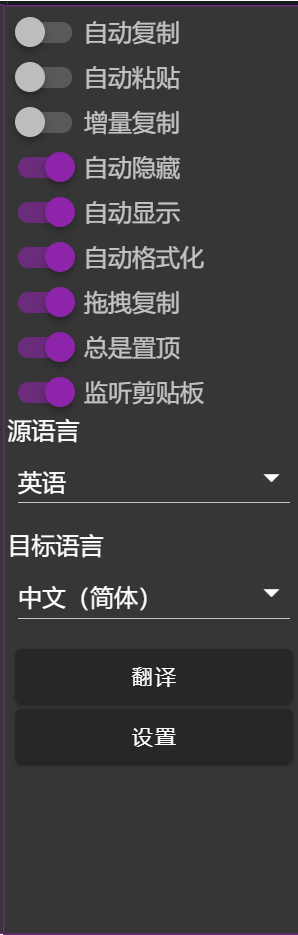 自动复制
自动粘贴
增量复制
自动隐藏
自动显示
自动格式化
拖拽复制
总是置顶
监听剪贴板
源语言
英语
目标语言
中文（简体）
翻译
设置